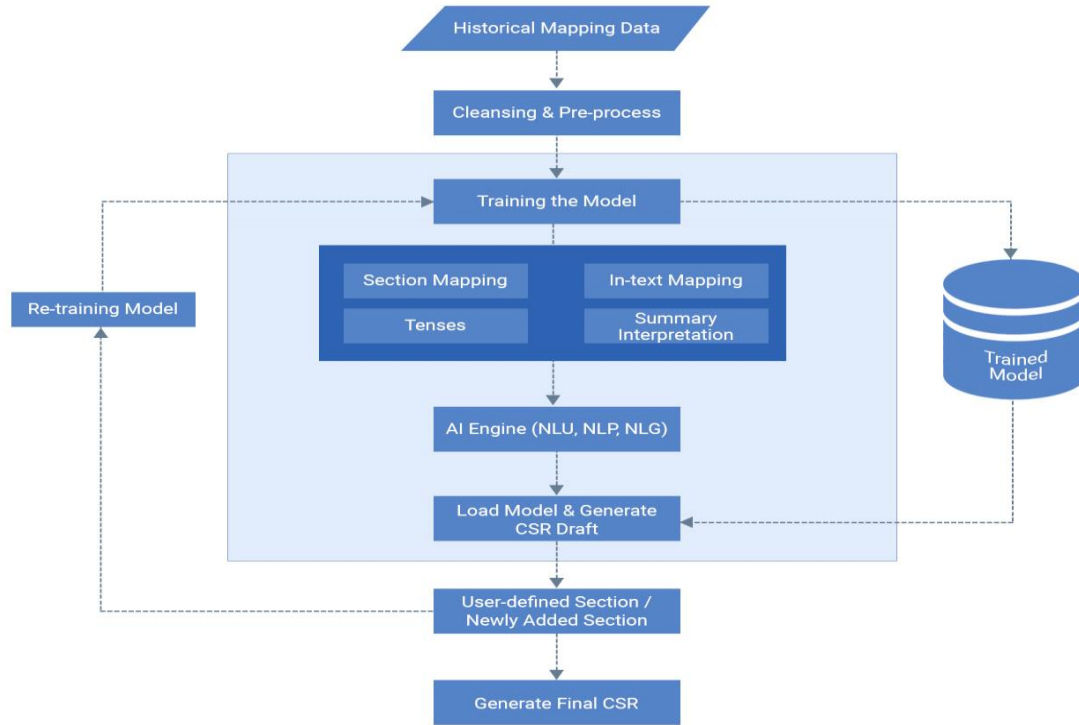 Historical Mapping Data
Cleansing & Pre-process
Training the Model
Section Mapping
In-text Mapping
Re-training Model
Tenses
Summary
Interpretation
Trained
Model
AI Engine (NLU, NLP, NLG)
Load Model & Generate
CSR Draft
User-defined Section /
Newly Added Section
Generate Final CSR